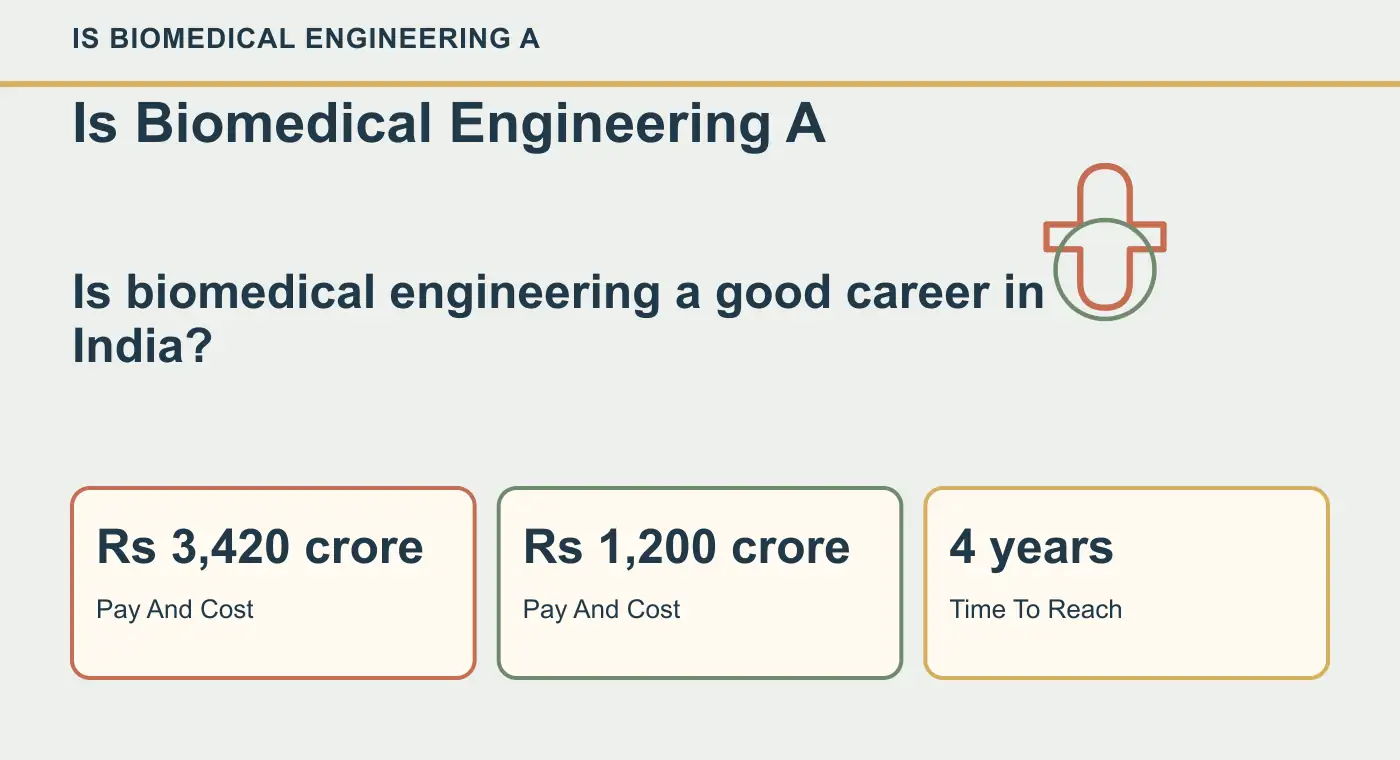 IS BIOMEDICAL ENGINEERING A
Is Biomedical Engineering A
Is biomedical engineering a good career in
India?
Rs 3,420 crore
Pay And Cost
Rs 1,200 crore
Pay And Cost
4 years
Time To Reach